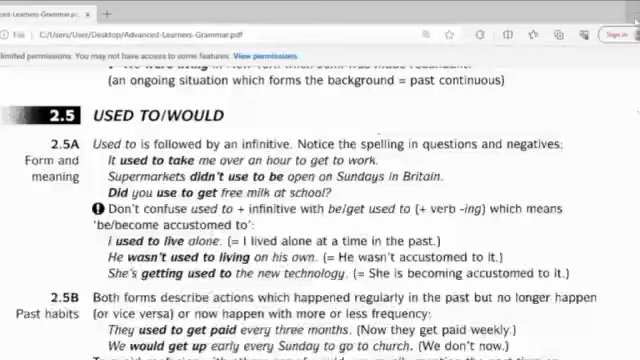 ced-Learners-Grammar.pd
File
C:/Users/User/Desktop/Advanced-Learners-Grammar.pdf
Sign in
limited permissions. You may not have access to some features. View permissions
(an ongoing situation which forms the background = past continuous)
2.5 USED TO/WOULD
2.5A Used to is followed by an infinitive. Notice the spelling in questions and negatives:
Form and It used to take me over an hour to get to work.
meaning Supermarkets didn't use to be open on Sundays in Britain.
Did you use to get free milk at school?
Don't confuse used to + infinitive with be/get used to (+ verb -ing) which means
'be/become accustomed to':
I used to live alone. (= I lived alone at a time in the past.)
He wasn't used to living on his own. (= He wasn't accustomed to it.)
She's getting used to the new technology. (= She is becoming accustomed to it.)
2.5B Both forms describe actions which happened regularly in the past but no longer happen
Past habits (or vice versa) or now happen with more or less frequency:
They used to get paid every three months. (Now they get paid weekly.)
We would get up early every Sunday to go to church. (We don't now.)